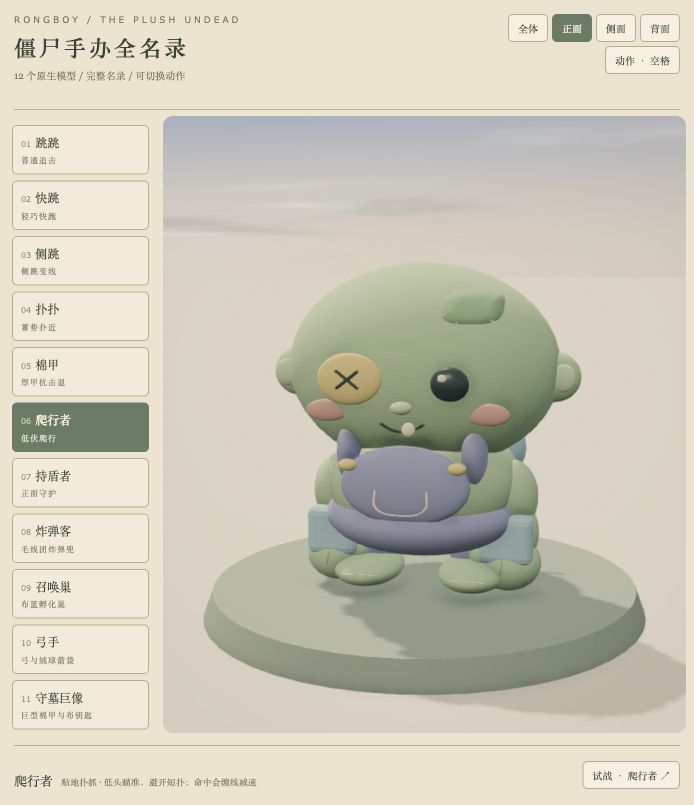 RONGBOY / THE PLUSH UNDEAD
僵尸手办全名录
12 个原生模型 / 完整名录 / 可切换动作
全体
正面
侧面
背面
动作 · 空格
01 跳跳
普通追击
02 快跳
轻巧快跑
03 侧跳
侧跳变线
04 扑扑
蓄势扑近
05 棉甲
厚甲抗击退
06 爬行者
低伏爬行
07 持盾者
正面守护
08 炸弹客
毛线团炸弹兜
09 召唤巢
布篮孵化巢
10 弓手
弓与绒球箭袋
11 守墓巨像
巨型棉甲与布钥匙
爬行者 贴地扑抓 · 低头瞄准，避开短扑；命中会缠线减速
试战 · 爬行者 ↗